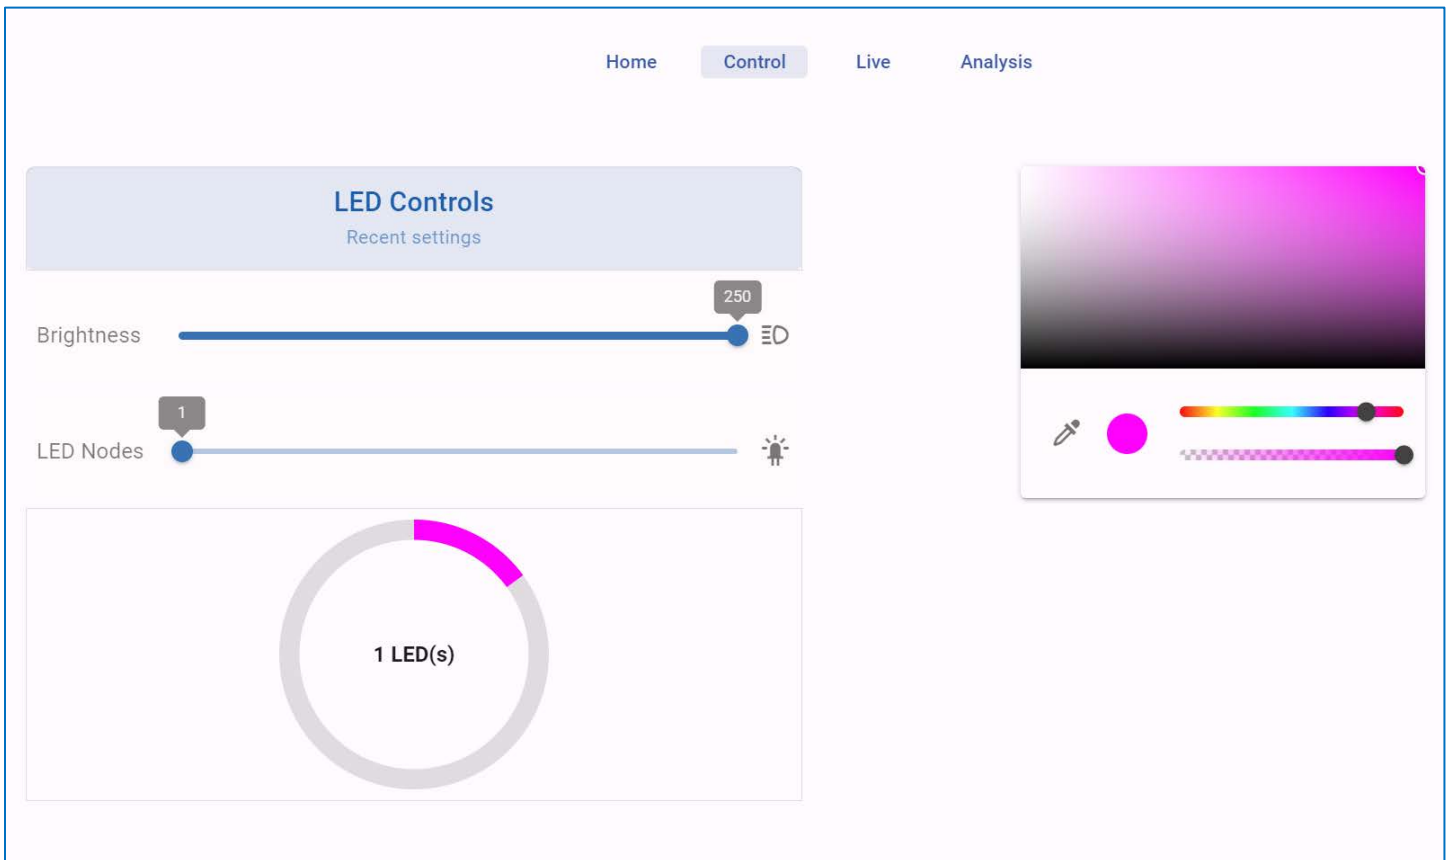 Home Control Live Analysis
LED Controls
Recent settings
250
Brightness
1
LED Nodes
1 LED(s)